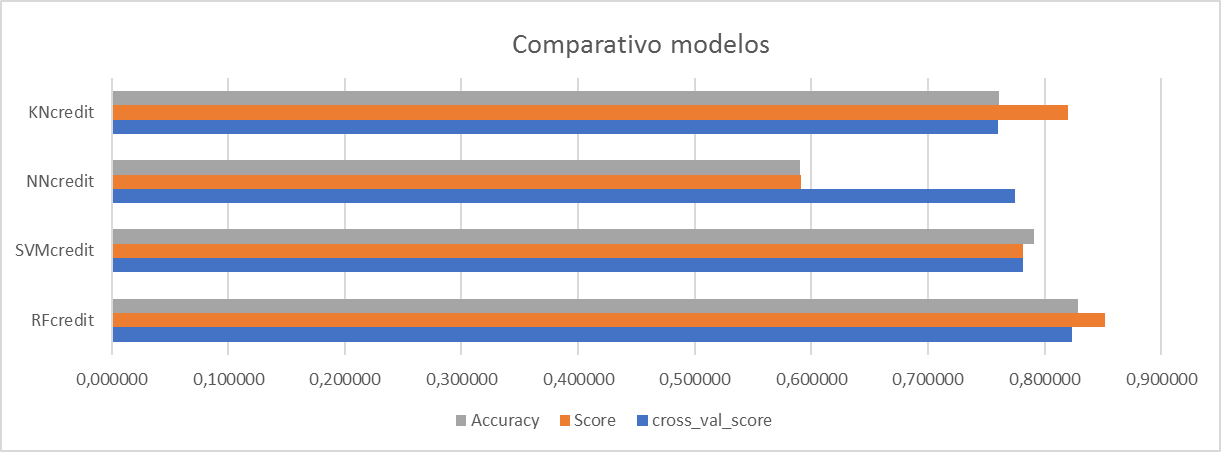 Comparativo modelos
KNcredit
NNcredit
SVMcredit
RFcredit
0,000000 0,100000 0,200000 0,300000 0,400000 0,500000 0,600000 0,700000 0,800000 0,900000
Accuracy Score cross_val_score